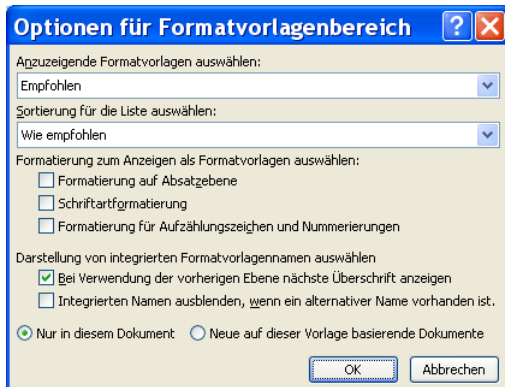 Optionen für Formatvorlagenbereich
Anzuzeigende Formatvorlagen auswählen:
Empfohlen
Sortierung für die Liste auswählen:
Wie empfohlen
Formatierung zum Anzeigen als Formatvorlagen auswählen:
Formatierung auf Absatzebene
Schriftartformatierung
Formatierung für Aufzählungszeichen und Nummerierungen
Darstellung von integrierten Formatvorlagennamen auswählen
Bei Verwendung der vorherigen Ebene nächste Überschrift anzeigen
Integrierten Namen ausblenden, wenn ein alternativer Name vorhanden ist.
Nur in diesem Dokument Neue auf dieser Vorlage basierende Dokumente
OK Abbrechen